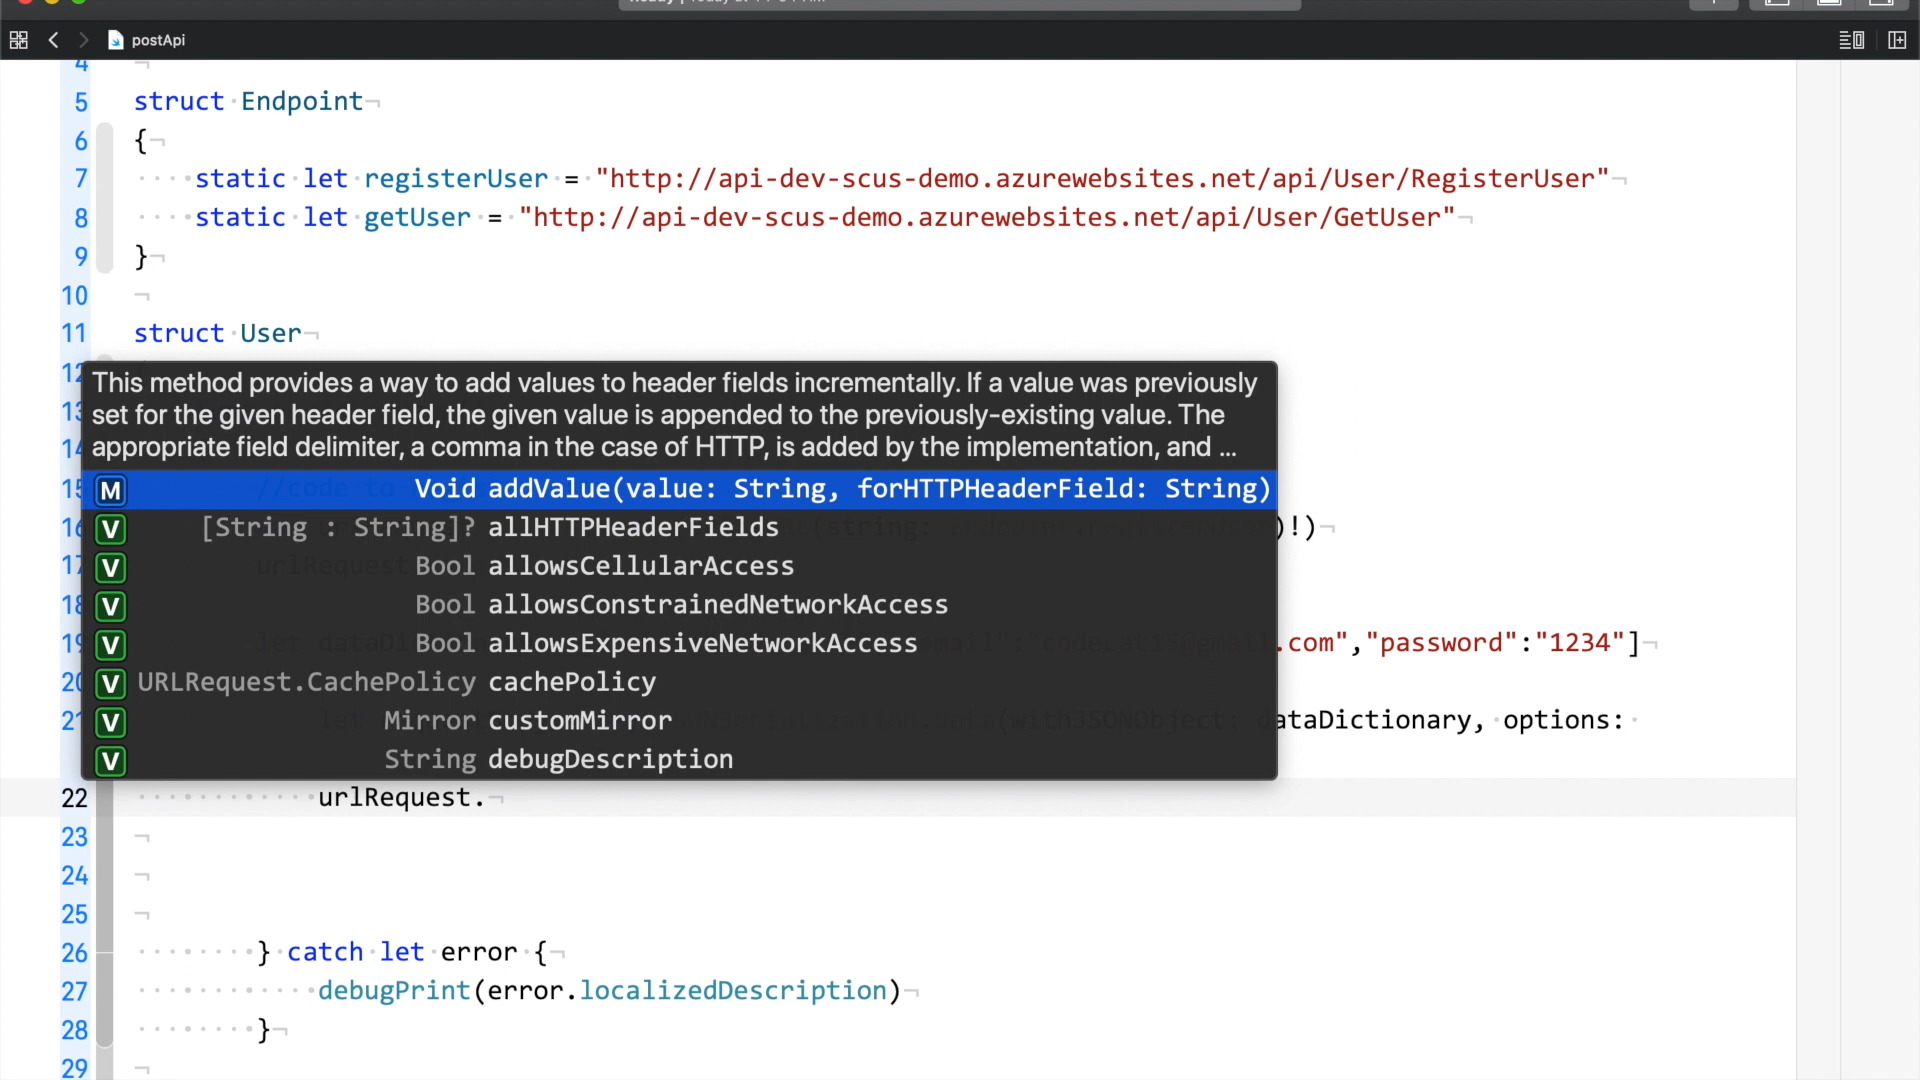 postApi
4
5 struct Endpoint
6 {
7 static let registerUser = "http://api-dev-scus-demo.azurewebsites.net/api/User/RegisterUser"
8 static let getUser = "http://api-dev-scus-demo.azurewebsites.net/api/User/GetUser"
9 }
10
11 struct User
12
This method provides a way to add values to header fields incrementally. If a value was previously
set for the given header field, the given value is appended to the previously-existing value. The
appropriate field delimiter, a comma in the case of HTTP, is added by the implementation, and ...
M Void addValue(value: String, forHTTPHeaderField: String)
V [String : String]? allHTTPHeaderFields )!)
V Bool allowsCellularAccess
V Bool allowsConstrainedNetworkAccess
V Bool allowsExpensiveNetworkAccess .com","password":"1234"]
V URLRequest.CachePolicy cachePolicy
V Mirror customMirror dataDictionary, options:
V String debugDescription
22 urlRequest.
23
24
25
26 } catch let error {
27 debugPrint(error.localizedDescription)
28 }
29